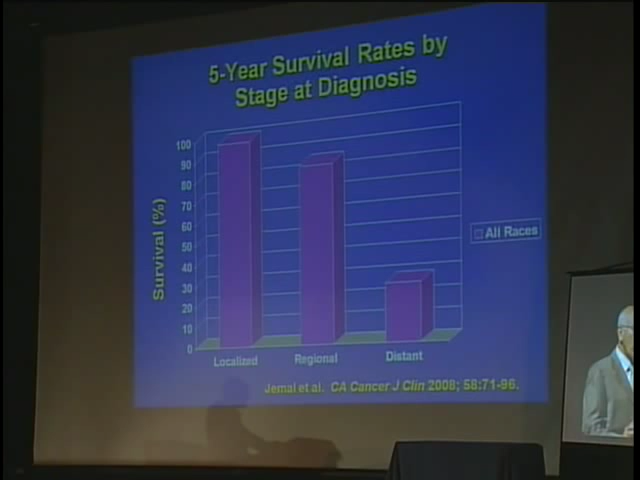 5-Year Survival Rates by
Stage at Diagnosis
100
90
80
70
60
50
40
30
20
10
0
Survival (%)
Localized
Regional
Distant
All Races
Jemal et al. CA Cancer J Clin 2008; 58:71-96.